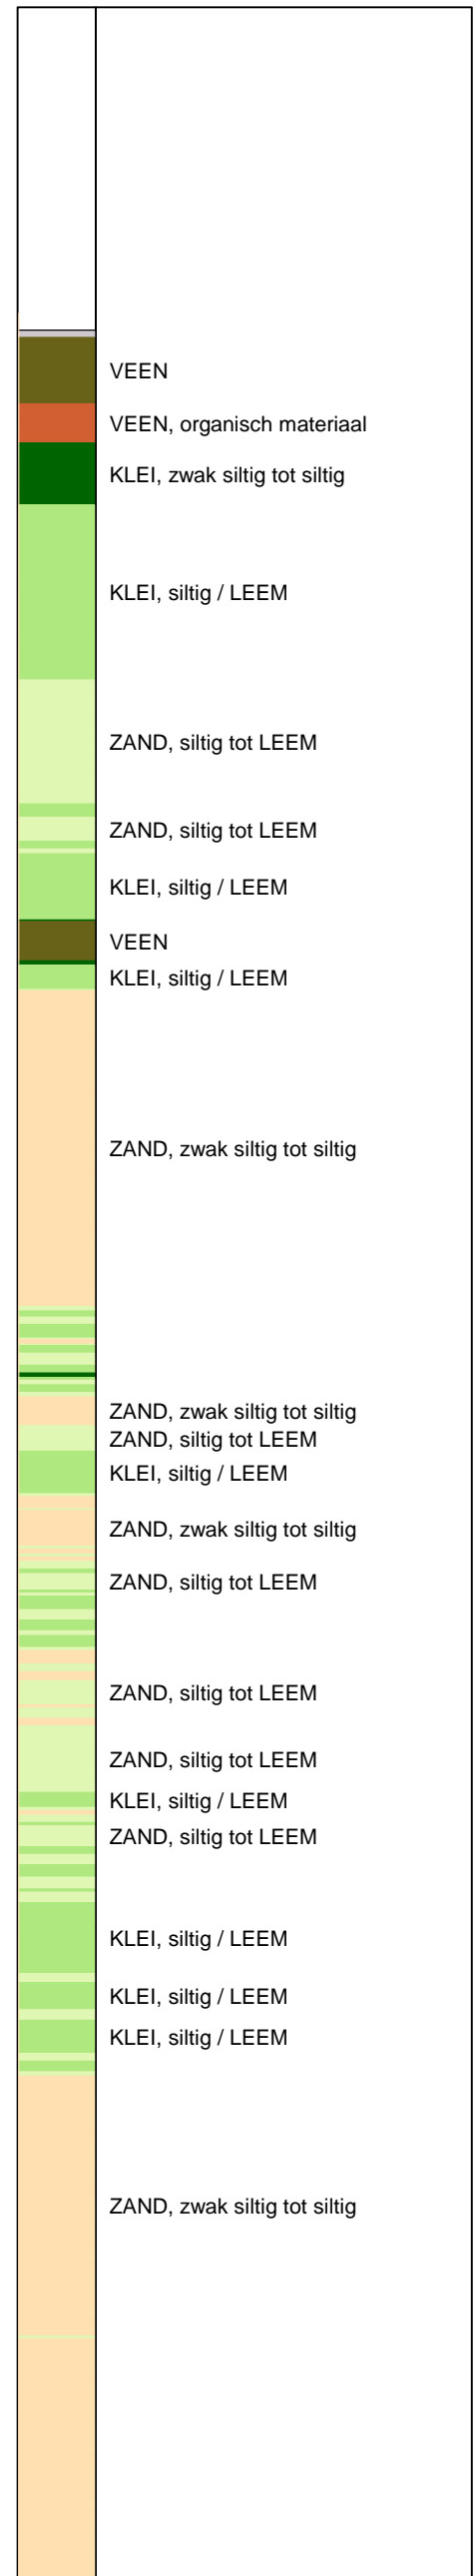 VEEN
VEEN, organisch materiaal
KLEI, zwak siltig tot siltig
KLEI, siltig / LEEM
ZAND, siltig tot LEEM
ZAND, siltig tot LEEM
KLEI, siltig / LEEM
VEEN
KLEI, siltig / LEEM
ZAND, zwak siltig tot siltig
ZAND, zwak siltig tot siltig
ZAND, siltig tot LEEM
KLEI, siltig / LEEM
ZAND, zwak siltig tot siltig
ZAND, siltig tot LEEM
ZAND, siltig tot LEEM
ZAND, siltig tot LEEM
KLEI, siltig / LEEM
ZAND, siltig tot LEEM
KLEI, siltig / LEEM
KLEI, siltig / LEEM
KLEI, siltig / LEEM
ZAND, zwak siltig tot siltig